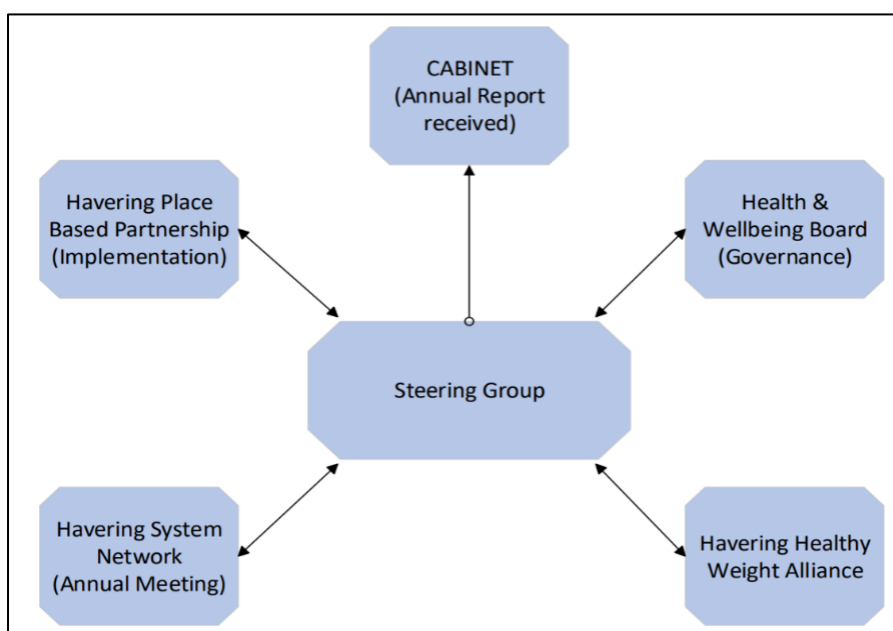 CABINET
(Annual Report
received)
Havering Place
Based Partnership
(Implementation)
Health &
Wellbeing Board
(Governance)
Steering Group
Havering System
Network
(Annual Meeting)
Havering Healthy
Weight Alliance